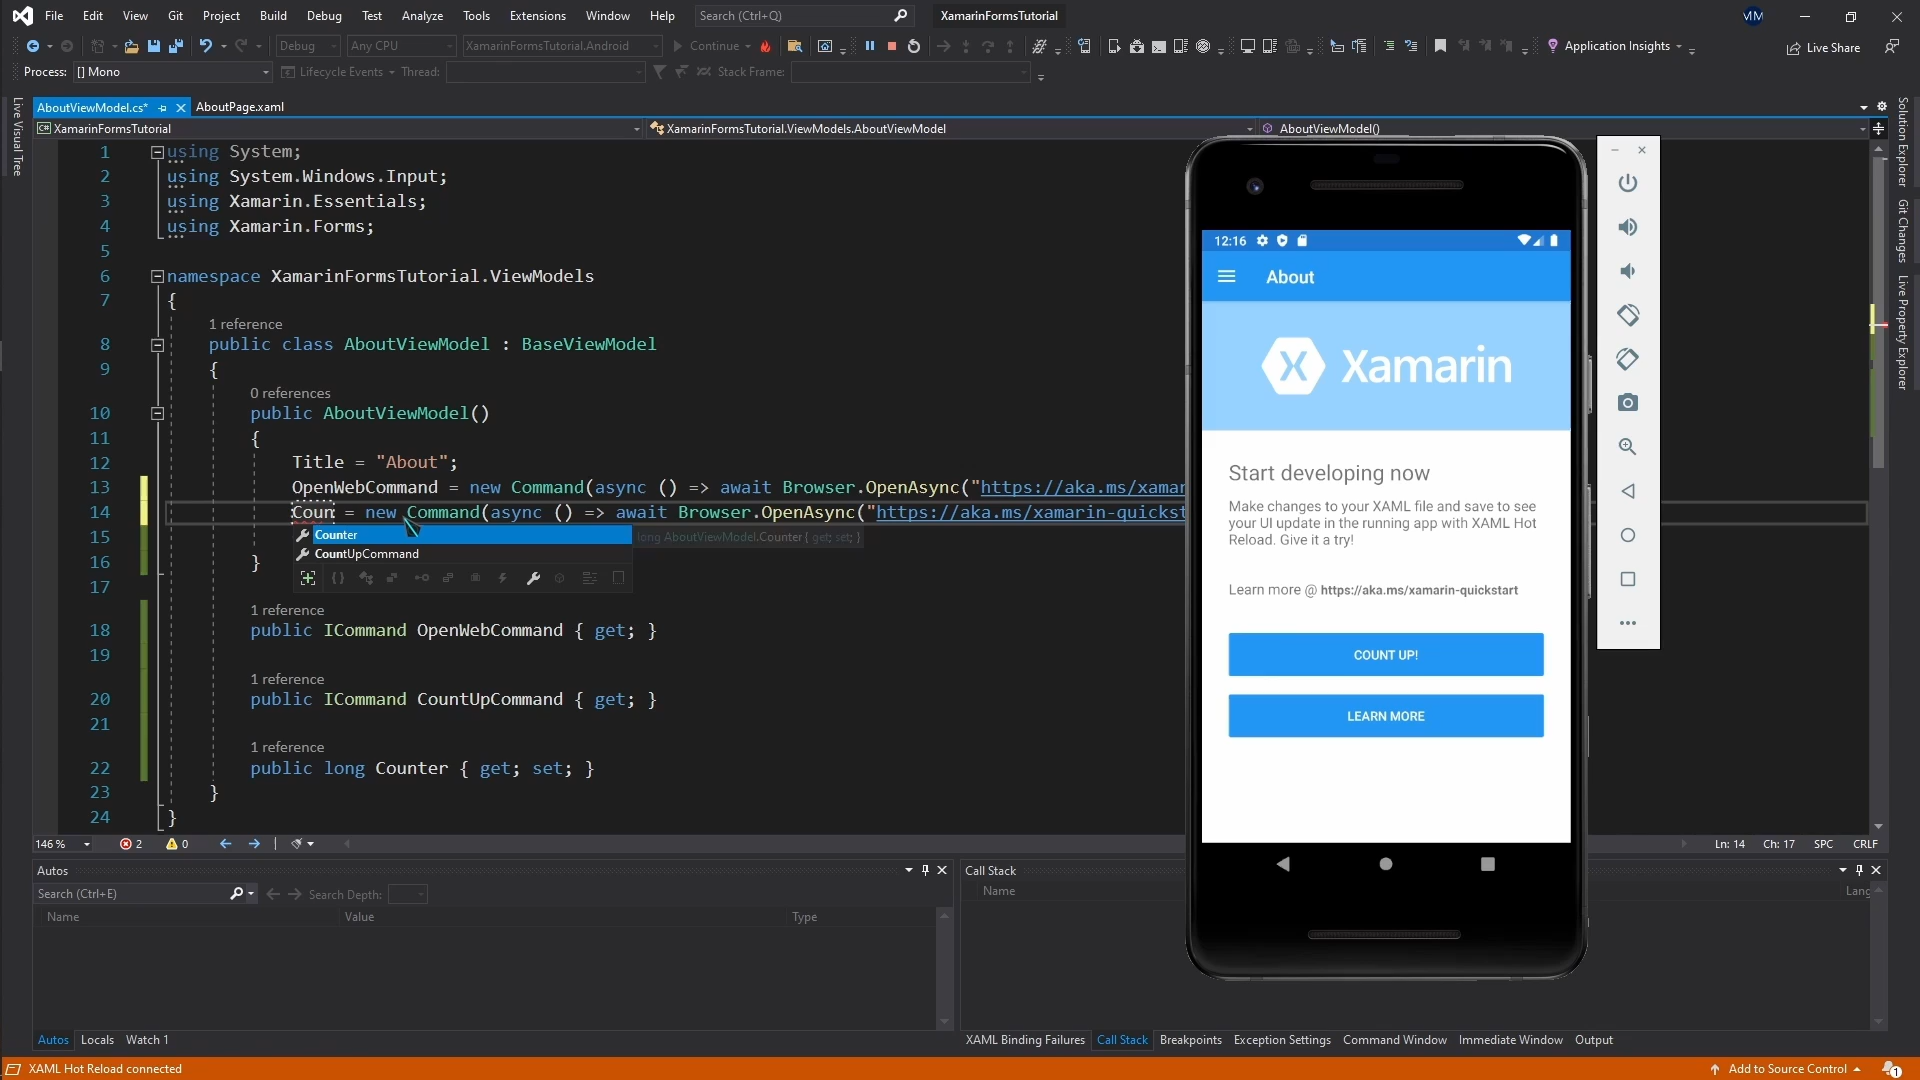 File Edit View Git Project Build Debug Test Analyze Tools Extensions Window Help Search (Ctrl+Q) XamarinFormsTutorial MM
Debug Any CPU XamarinFormsTutorial.Android Continue Application Insights Live Share
Process: [] Mono Lifecycle Events Thread: Stack Frame:
Live Visual Tree
AboutViewModel.cs* AboutPage.xaml
XamarinFormsTutorial XamarinFormsTutorial.ViewModels.AboutViewModel AboutViewModel()
1 using System;
2 using System.Windows.Input;
3 using Xamarin.Essentials;
4 using Xamarin.Forms;
5
6 namespace XamarinFormsTutorial.ViewModels
7 {
1 reference
8 public class AboutViewModel : BaseViewModel
9 {
0 references
10 public AboutViewModel()
11 {
12 Title = "About";
13 OpenWebCommand = new Command(async () => await Browser.OpenAsync("https://aka.ms/xamar
14 Coun = new Command(async () => await Browser.OpenAsync("https://aka.ms/xamarin-quickst
15
Counter
long AboutViewModel.Counter { get; set; }
CountUpCommand
16 }
17
1 reference
18 public ICommand OpenWebCommand { get; }
19
1 reference
20 public ICommand CountUpCommand { get; }
21
1 reference
22 public long Counter { get; set; }
23 }
24 }
146 % 2 0 Ln: 14 Ch: 17 SPC CRLF
12:16
About
Xamarin
Start developing now
Make changes to your XAML file and save to see
your UI update in the running app with XAML Hot
Reload. Give it a try!
Learn more @ https://aka.ms/xamarin-quickstart
COUNT UP!
LEARN MORE
Solution Explorer
Git Changes
Live Property Explorer
Autos
Search (Ctrl+E) Search Depth:
Name Value Type
Autos Locals Watch 1
Call Stack
Name Lang
XAML Binding Failures Call Stack Breakpoints Exception Settings Command Window Immediate Window Output
XAML Hot Reload connected Add to Source Control 1